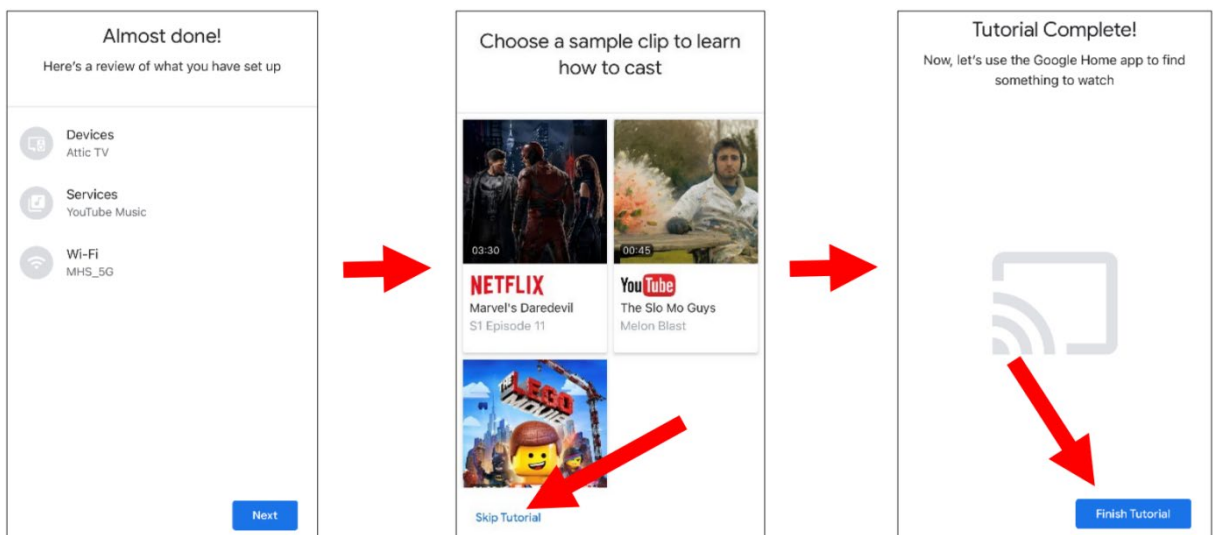 Almost done!
Here's a review of what you have set up
Devices
Attic TV
Services
YouTube Music
Wi-Fi
MHS_5G
Next
Choose a sample clip to learn
how to cast
03:30
NETFLIX
Marvel's Daredevil
S1 Episode 11
00:45
YouTube
The Slo Mo Guys
Melon Blast
THE
LEGO
MOVIE
Skip Tutorial
Tutorial Complete!
Now, let's use the Google Home app to find
something to watch
Finish Tutorial